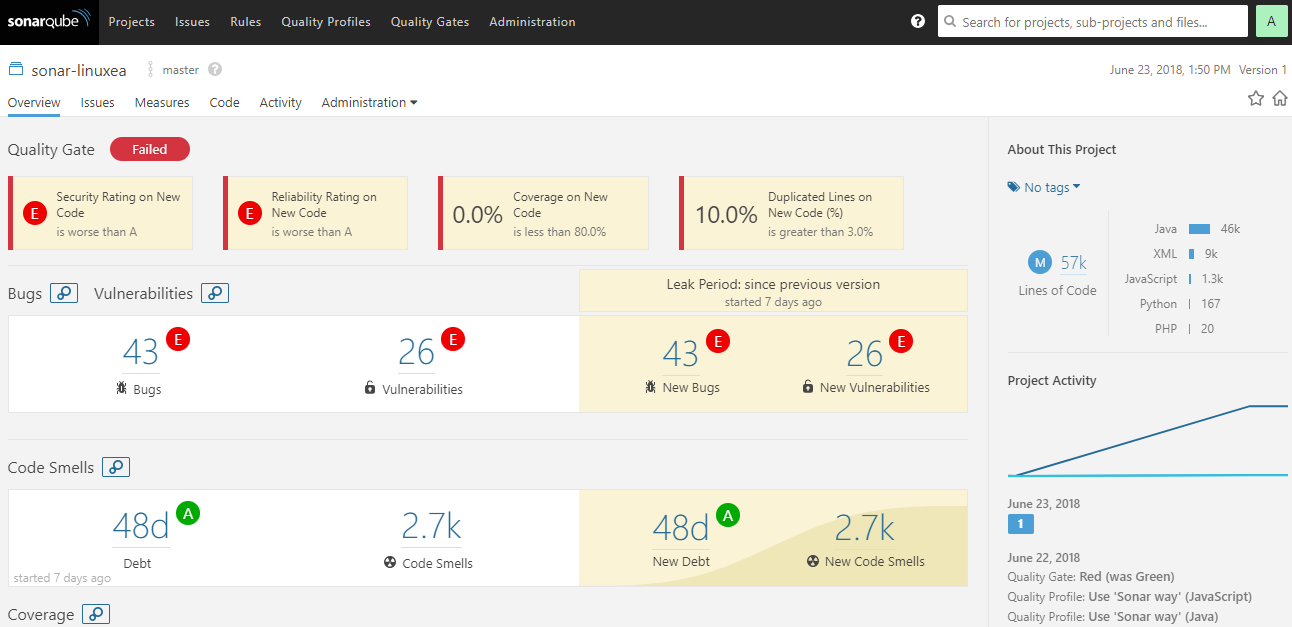 sonarqube Projects Issues Rules Quality Profiles Quality Gates Administration ? Search for projects, sub-projects and files... A
sonar-linuxea master ? June 23, 2018, 1:50 PM Version 1
Overview Issues Measures Code Activity Administration
Quality Gate Failed
E Security Rating on New Code
is worse than A
E Reliability Rating on New Code
is worse than A
0.0% Coverage on New Code
is less than 80.0%
10.0% Duplicated Lines on New Code (%)
is greater than 3.0%
Bugs Vulnerabilities
Leak Period: since previous version
started 7 days ago
43 E
Bugs
26 E
Vulnerabilities
43 E
New Bugs
26 E
New Vulnerabilities
Code Smells
48d A
Debt
2.7k
Code Smells
started 7 days ago
48d A
New Debt
2.7k
New Code Smells
Coverage
About This Project
No tags
M 57k
Lines of Code
Java 46k
XML 9k
JavaScript 1.3k
Python 167
PHP 20
Project Activity
June 23, 2018
1
June 22, 2018
Quality Gate: Red (was Green)
Quality Profile: Use 'Sonar way' (JavaScript)
Quality Profile: Use 'Sonar way' (Java)